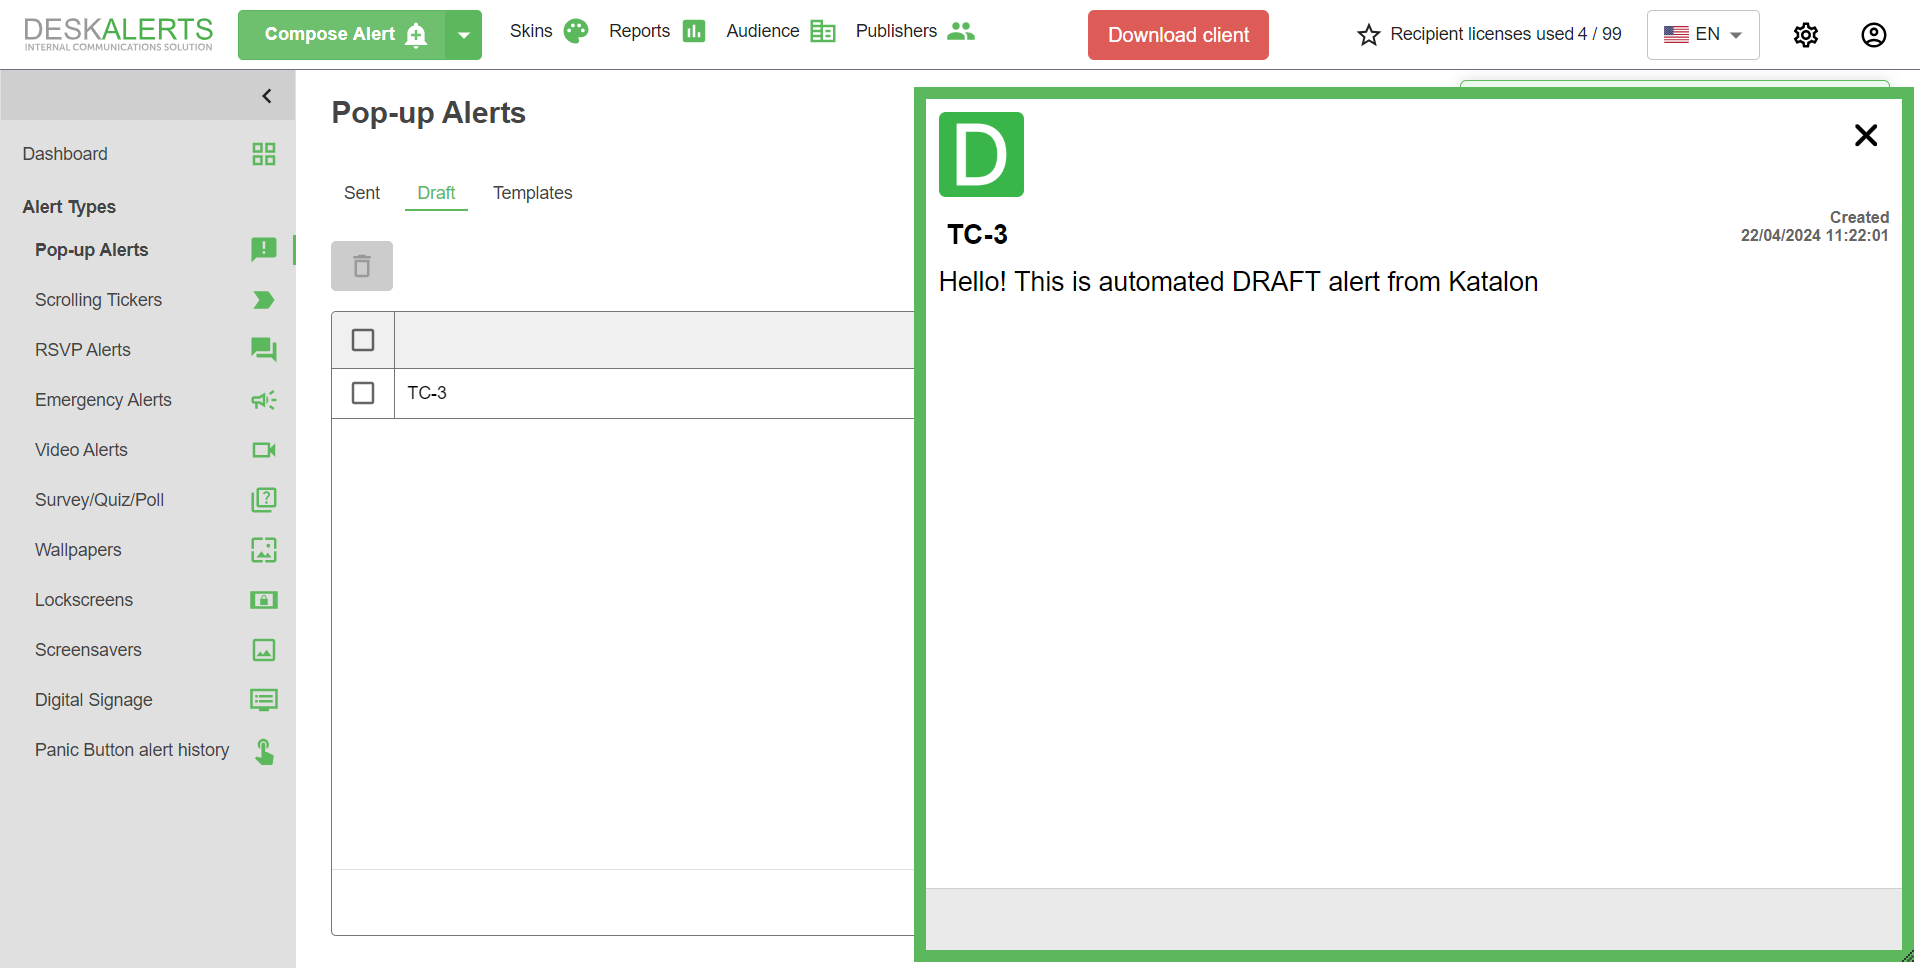 DESKALERTS
INTERNAL COMMUNICATIONS SOLUTION
Compose Alert
Skins
Reports
Audience
Publishers
Download client
Recipient licenses used 4 / 99
EN
Dashboard
Alert Types
Pop-up Alerts
Scrolling Tickers
RSVP Alerts
Emergency Alerts
Video Alerts
Survey/Quiz/Poll
Wallpapers
Lockscreens
Screensavers
Digital Signage
Panic Button alert history
Pop-up Alerts
Sent
Draft
Templates
TC-3
D
TC-3
Created
22/04/2024 11:22:01
Hello! This is automated DRAFT alert from Katalon